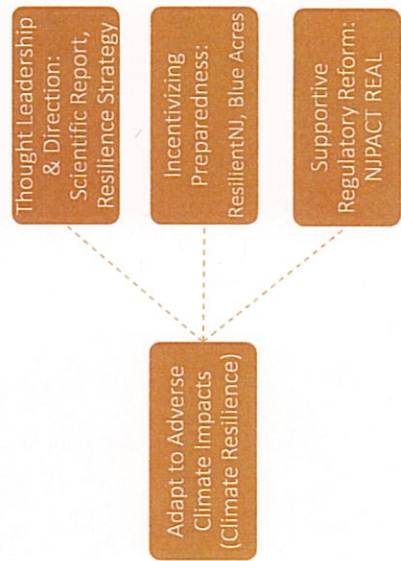 Adapt to Adverse
Climate Impacts
(Climate Resilience)
Thought Leadership
& Direction:
Scientific Report,
Resilience Strategy
Incentivizing
Preparedness:
ResilientNJ, Blue Acres
Supportive
Regulatory Reform:
NJPACT REAL